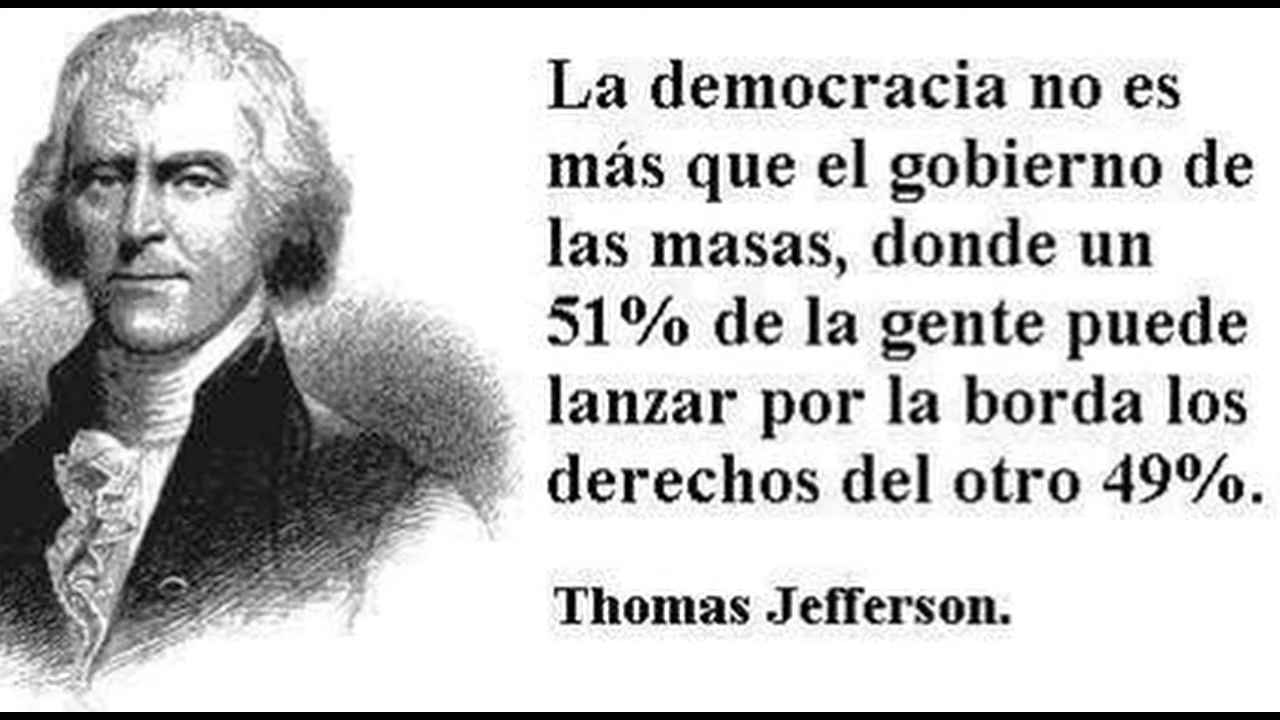 La democracia no es
más que el gobierno de
las masas, donde un
51% de la gente puede
lanzar por la borda los
derechos del otro 49%.
Thomas Jefferson.